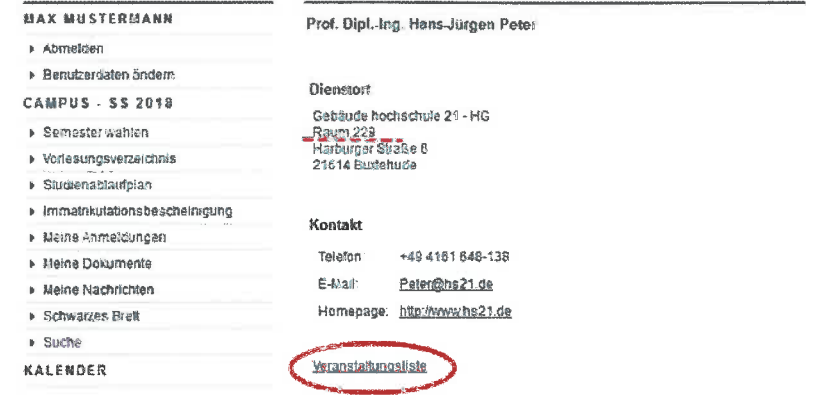 MAX MUSTERMANN
Abmelden
Benutzerdaten ändern
CAMPUS - SS 2018
Semester wählen
Vorlesungsverzeichnis
Studienablaufplan
Immatrikulationsbescheinigung
Meine Anmeldungen
Meine Dokumente
Meine Nachrichten
Schwarzes Brett
Suche
KALENDER
Prof. Dipl.-Ing. Hans-Jürgen Peter
Dienstort
Gebäude hochschule 21 - HG
Raum 229
Harburger Straße 6
21614 Buxtehude
Kontakt
Telefon: +49 4161 648-138
E-Mail: Peter@hs21.de
Homepage: http://www.hs21.de
Veranstaltungsliste